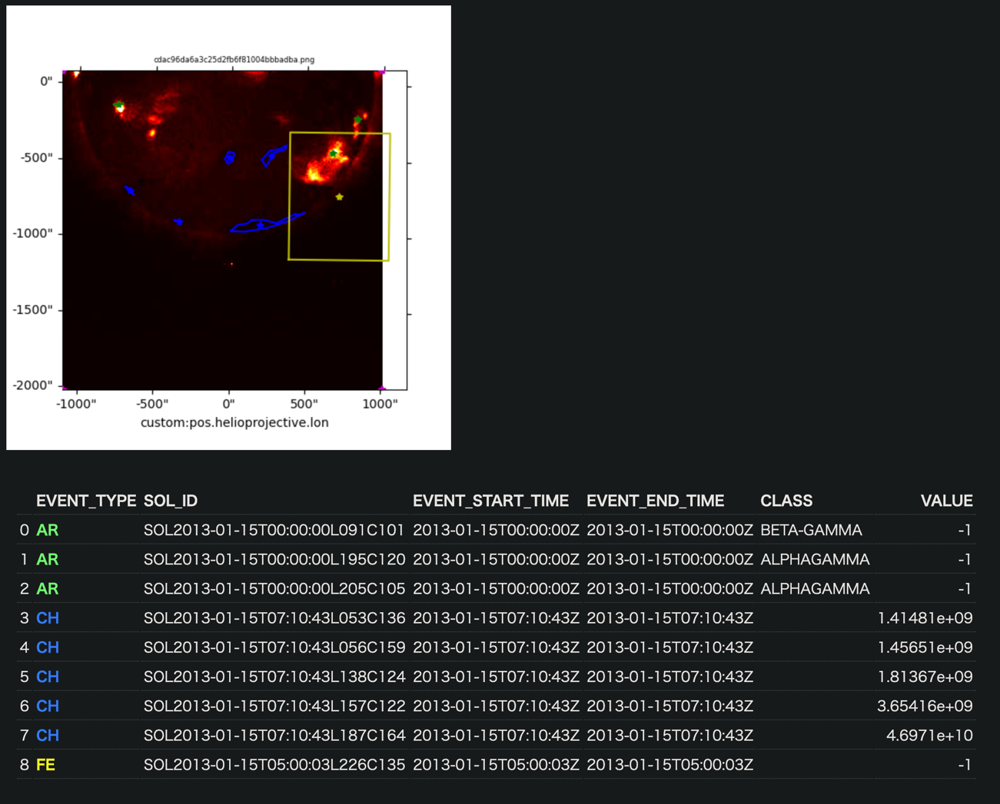 cdac96da6a3c25d2fb6f81004bbbadba.png
0"
-500"
-1000"
-1500"
-2000"
-1000" -500" 0" 500" 1000"
custom:pos.helioprojective.lon
EVENT_TYPE SOL_ID EVENT_START_TIME EVENT_END_TIME CLASS VALUE
0 AR SOL2013-01-15T00:00:00L091C101 2013-01-15T00:00:00Z 2013-01-15T00:00:00Z BETA-GAMMA -1
1 AR SOL2013-01-15T00:00:00L195C120 2013-01-15T00:00:00Z 2013-01-15T00:00:00Z ALPHAGAMMA -1
2 AR SOL2013-01-15T00:00:00L205C105 2013-01-15T00:00:00Z 2013-01-15T00:00:00Z ALPHAGAMMA -1
3 CH SOL2013-01-15T07:10:43L053C136 2013-01-15T07:10:43Z 2013-01-15T07:10:43Z 1.41481e+09
4 CH SOL2013-01-15T07:10:43L056C159 2013-01-15T07:10:43Z 2013-01-15T07:10:43Z 1.45651e+09
5 CH SOL2013-01-15T07:10:43L138C124 2013-01-15T07:10:43Z 2013-01-15T07:10:43Z 1.81367e+09
6 CH SOL2013-01-15T07:10:43L157C122 2013-01-15T07:10:43Z 2013-01-15T07:10:43Z 3.65416e+09
7 CH SOL2013-01-15T07:10:43L187C164 2013-01-15T07:10:43Z 2013-01-15T07:10:43Z 4.6971e+10
8 FE SOL2013-01-15T05:00:03L226C135 2013-01-15T05:00:03Z 2013-01-15T05:00:03Z -1